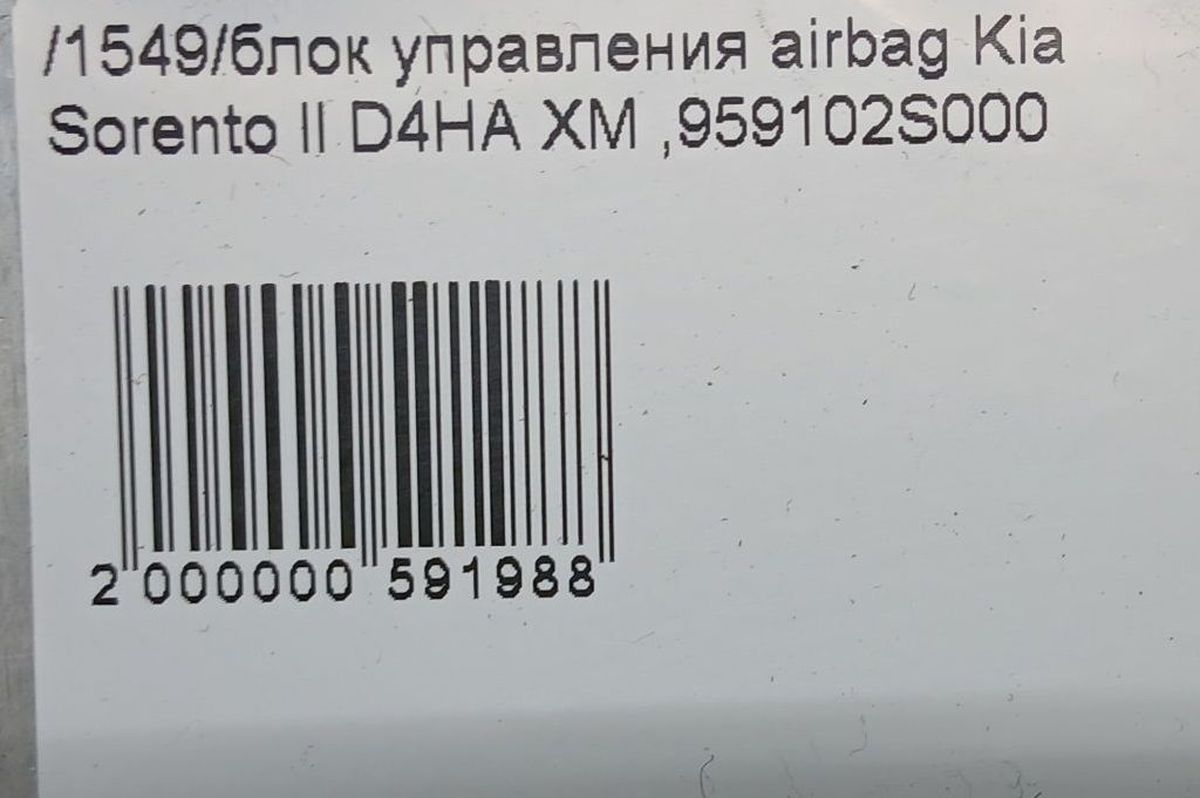 /1549/блок управления airbag Kia
Sorento II D4HA XM ,959102S000
2 000000 591988